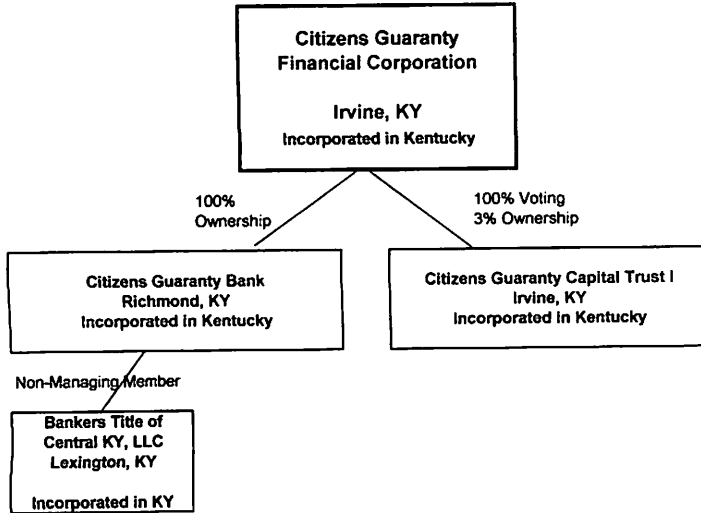 Citizens Guaranty
Financial Corporation
Irvine, KY
Incorporated in Kentucky
100%
Ownership
100% Voting
3% Ownership
Citizens Guaranty Bank
Richmond, KY
Incorporated in Kentucky
Citizens Guaranty Capital Trust I
Irvine, KY
Incorporated in Kentucky
Non-Managing Member
Bankers Title of
Central KY, LLC
Lexington, KY
Incorporated in KY